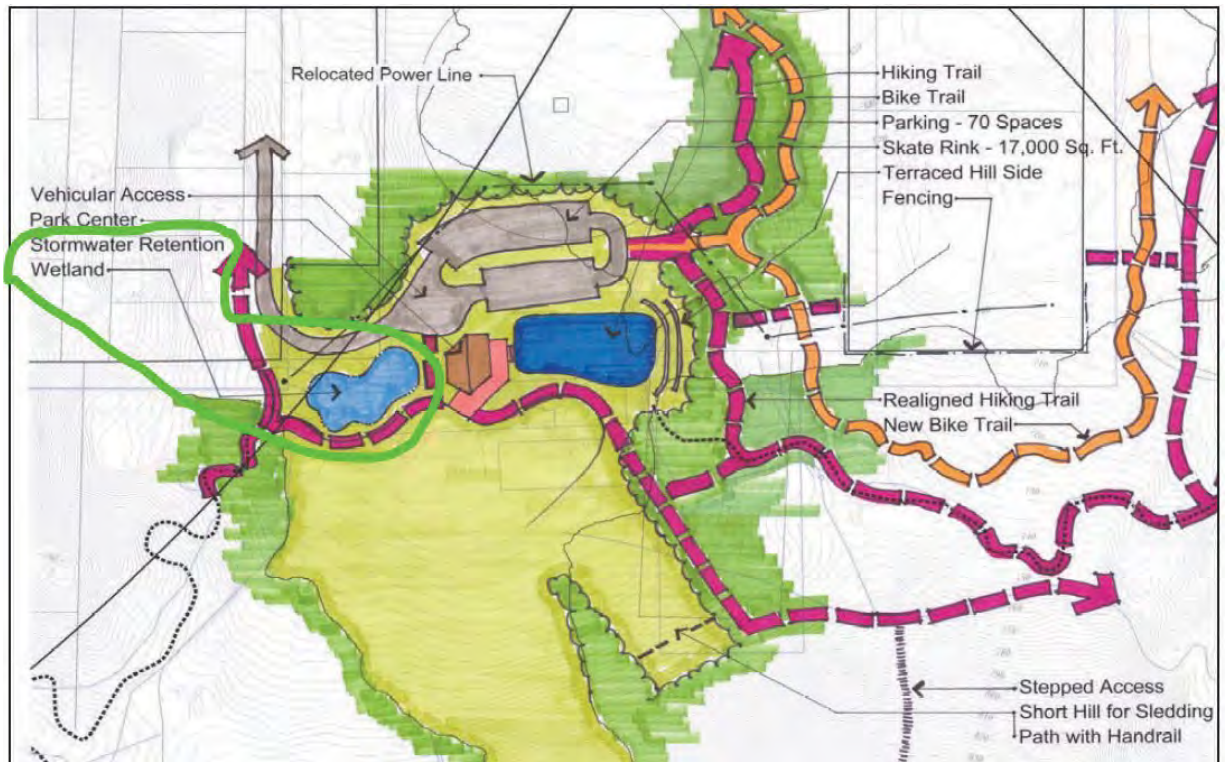 Relocated Power Line
Hiking Trail
Bike Trail
Parking - 70 Spaces
Skate Rink - 17,000 Sq. Ft.
Terraced Hill Side
Fencing
Vehicular Access
Park Center
Stormwater Retention
Wetland
Realigned Hiking Trail
New Bike Trail
Stepped Access
Short Hill for Sledding
Path with Handrail